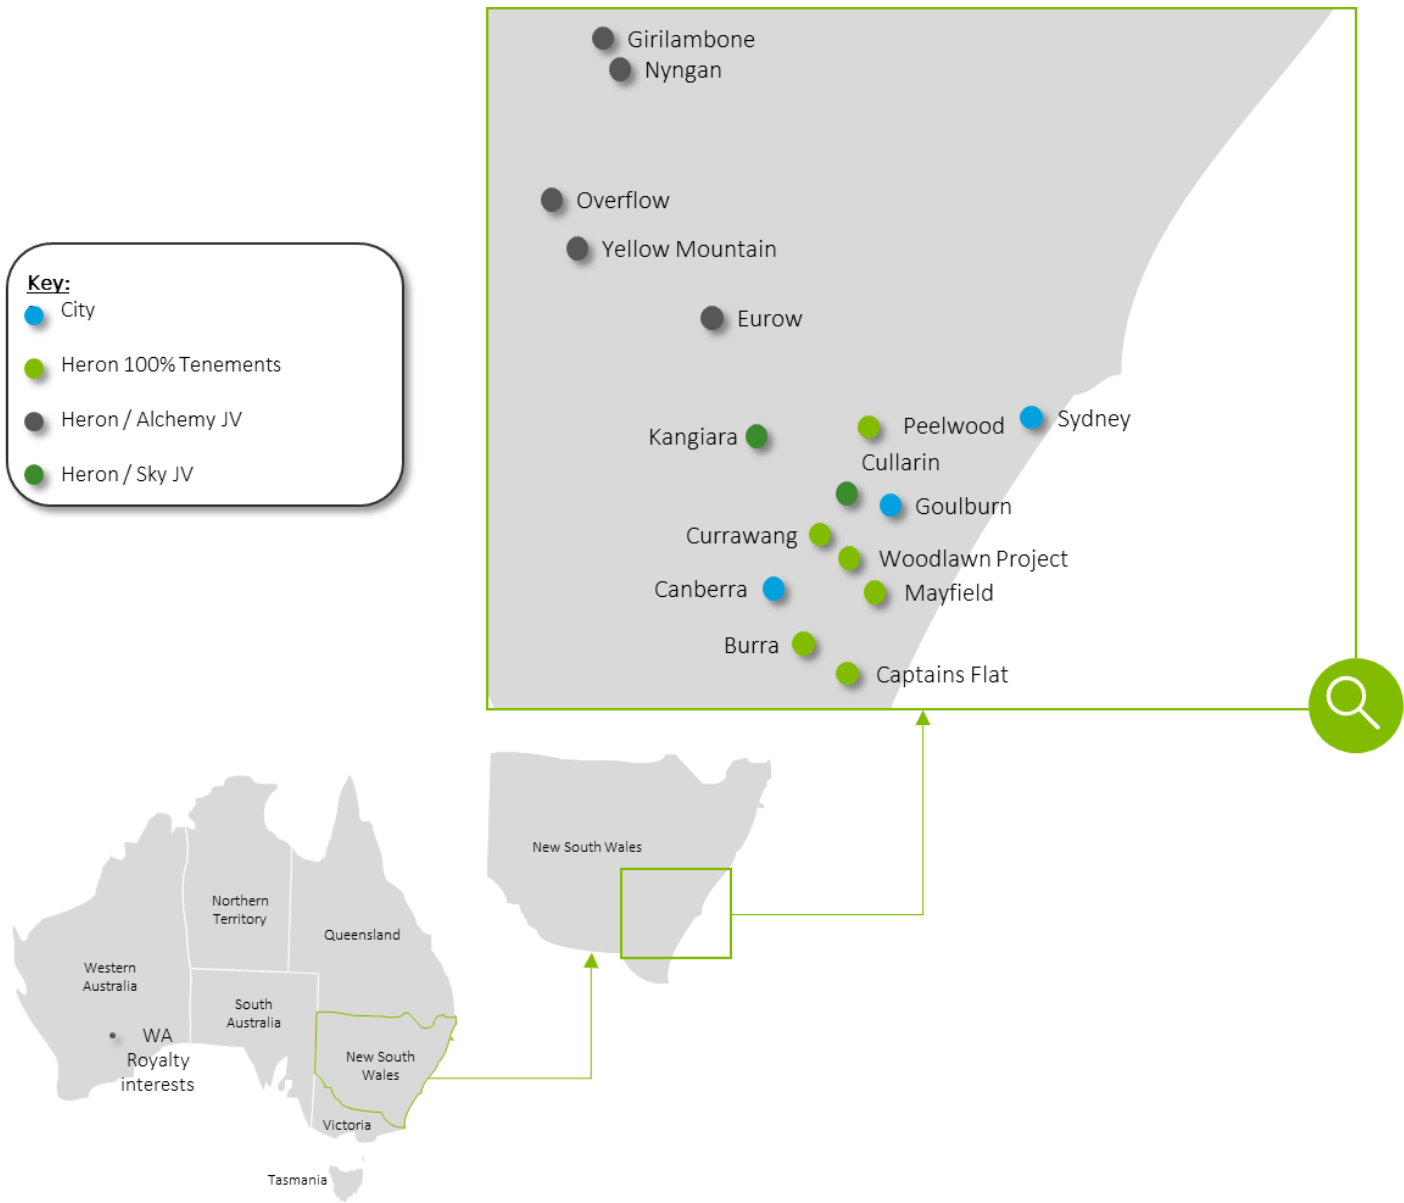 Girilambone
Nyngan
Overflow
Yellow Mountain
Eurow
Key:
City
Heron 100% Tenements
Heron / Alchemy JV
Heron / Sky JV
Kangiara
Peelwood
Sydney
Cullarin
Goulburn
Currawang
Woodlawn Project
Canberra
Mayfield
Burra
Captains Flat
New South Wales
Northern
Territory
Queensland
Western
Australia
South
Australia
WA
Royalty
interests
New South
Wales
Victoria
Tasmania